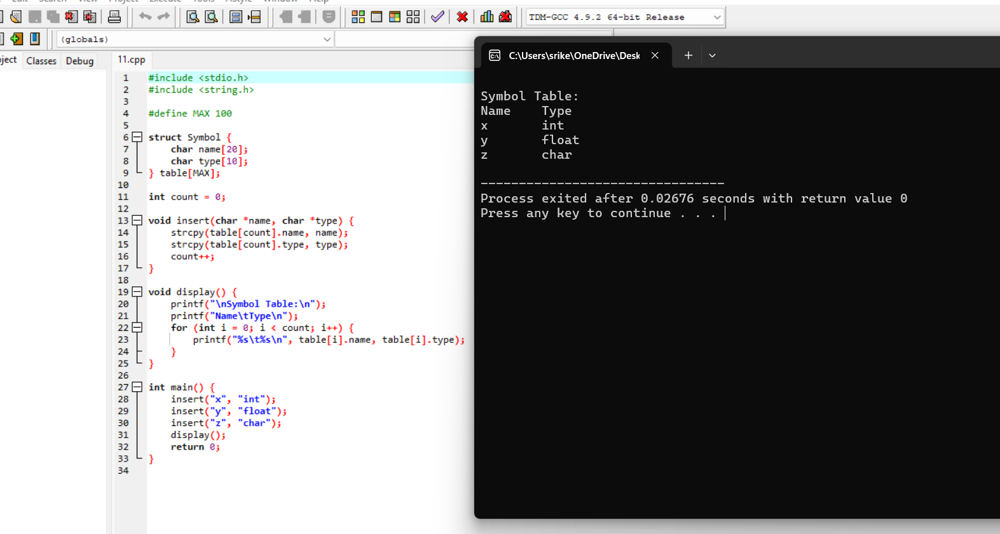 TDM-GCC 4.9.2 64-bit Release
(globals)
Classes Debug
11.cpp
1 #include <stdio.h>
2 #include <string.h>
3
4 #define MAX 100
5
6 struct Symbol {
7 char name[20];
8 char type[10];
9 } table[MAX];
10
11 int count = 0;
12
13 void insert(char *name, char *type) {
14 strcpy(table[count].name, name);
15 strcpy(table[count].type, type);
16 count++;
17 }
18
19 void display() {
20 printf("\nSymbol Table:\n");
21 printf("Name\tType\n");
22 for (int i = 0; i < count; i++) {
23 printf("%s\t%s\n", table[i].name, table[i].type);
24 }
25 }
26
27 int main() {
28 insert("x", "int");
29 insert("y", "float");
30 insert("z", "char");
31 display();
32 return 0;
33 }
34
C:\Users\srike\OneDrive\Desk
Symbol Table:
Name Type
x int
y float
z char
--------------------------------
Process exited after 0.02676 seconds with return value 0
Press any key to continue . . .